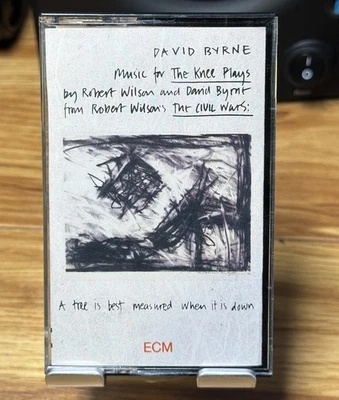 DAVID BYRNE
Music for The Knee Plays
by Robert Wilson and David Byrne
from Robert Wilson's The CIVIL WarS:
A tree is best measured when it is down
ECM